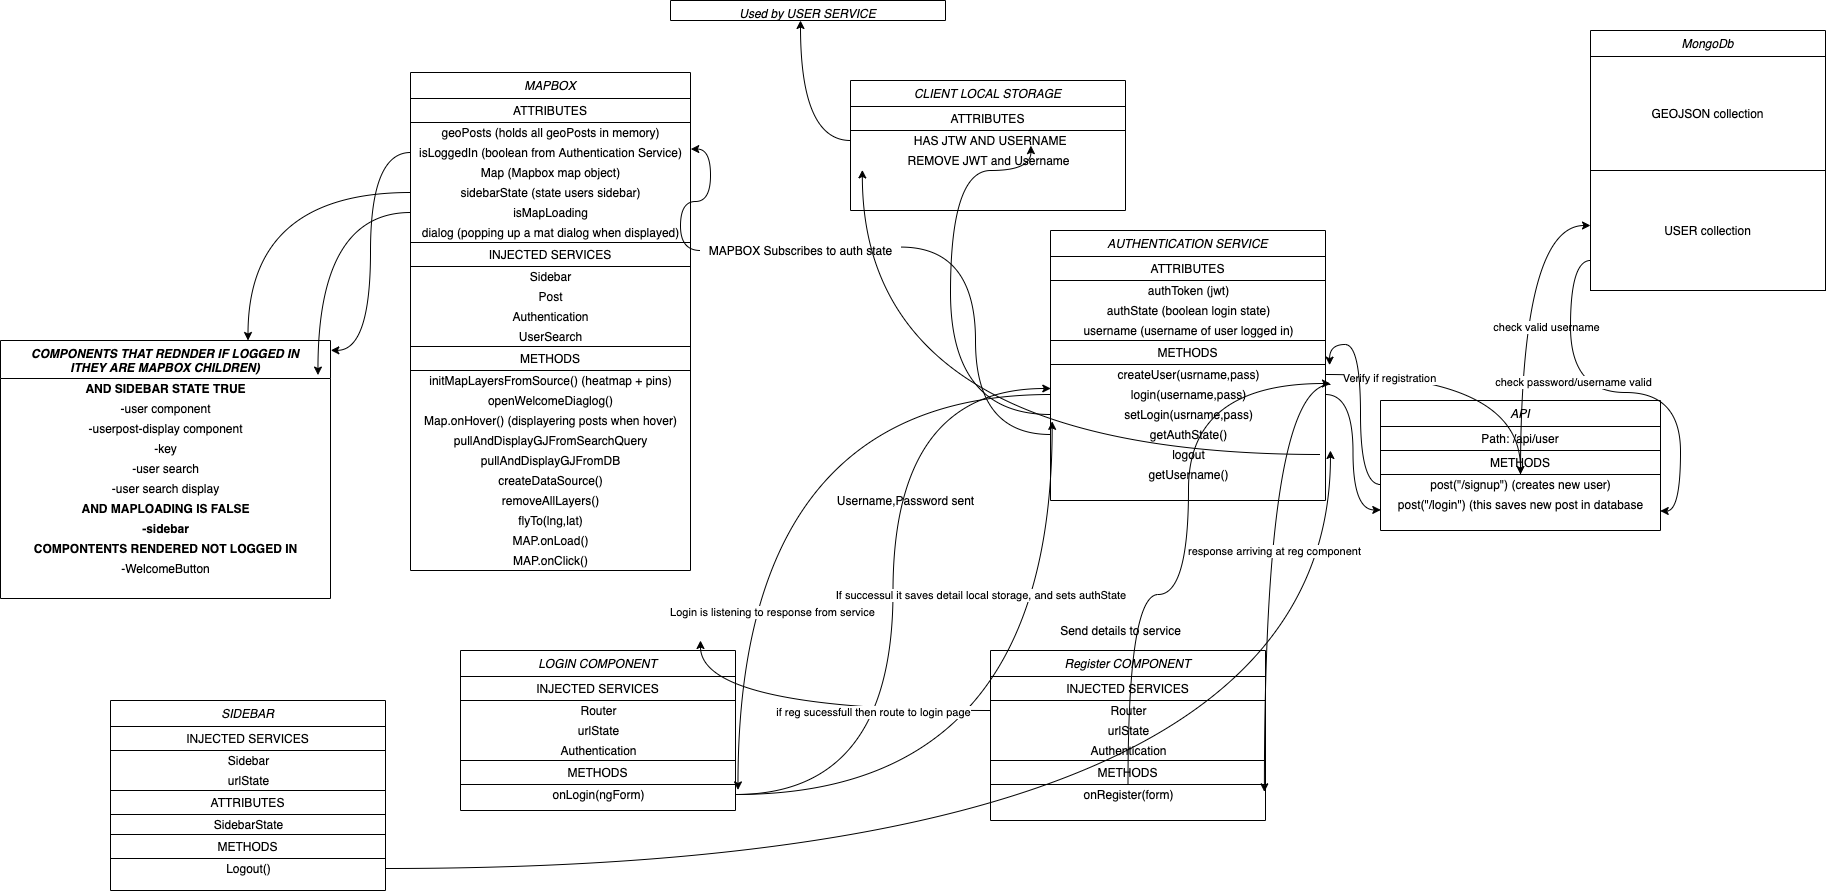 Used by USER SERVICE
MAPBOX
ATTRIBUTES
geoPosts (holds all geoPosts in memory)
isLoggedIn (boolean from Authentication Service)
Map (Mapbox map object)
sidebarState (state users sidebar)
isMapLoading
dialog (popping up a mat dialog when displayed)
INJECTED SERVICES
Sidebar
Post
Authentication
UserSearch
METHODS
initMapLayersFromSource() (heatmap + pins)
openWelcomeDiaglog()
Map.onHover() (displayering posts when hover)
pullAndDisplayGJFromSearchQuery
pullAndDisplayGJFromDB
createDataSource()
removeAllLayers()
flyTo(lng,lat)
MAP.onLoad()
MAP.onClick()
CLIENT LOCAL STORAGE
ATTRIBUTES
HAS JTW AND USERNAME
REMOVE JWT and Username
MongoDb
GEOJSON collection
USER collection
MAPBOX Subscribes to auth state
AUTHENTICATION SERVICE
ATTRIBUTES
authToken (jwt)
authState (boolean login state)
username (username of user logged in)
METHODS
createUser(usrname,pass)
login(username,pass)
setLogin(usrname,pass)
getAuthState()
logout
getUsername()
check valid username
Verify if registration
check password/username valid
API
Path: /api/user
METHODS
post("/signup") (creates new user)
post("/login") (this saves new post in database
COMPONENTS THAT REDNDER IF LOGGED IN
(THEY ARE MAPBOX CHILDREN)
AND SIDEBAR STATE TRUE
-user component
-userpost-display component
-key
-user search
-user search display
AND MAPLOADING IS FALSE
-sidebar
COMPONTENTS RENDERED NOT LOGGED IN
-WelcomeButton
Username,Password sent
response arriving at reg component
If successul it saves detail local storage, and sets authState
Login is listening to response from service
Send details to service
LOGIN COMPONENT
INJECTED SERVICES
Router
urlState
Authentication
METHODS
onLogin(ngForm)
if reg sucessfull then route to login page
Register COMPONENT
INJECTED SERVICES
Router
urlState
Authentication
METHODS
onRegister(form)
SIDEBAR
INJECTED SERVICES
Sidebar
urlState
ATTRIBUTES
SidebarState
METHODS
Logout()